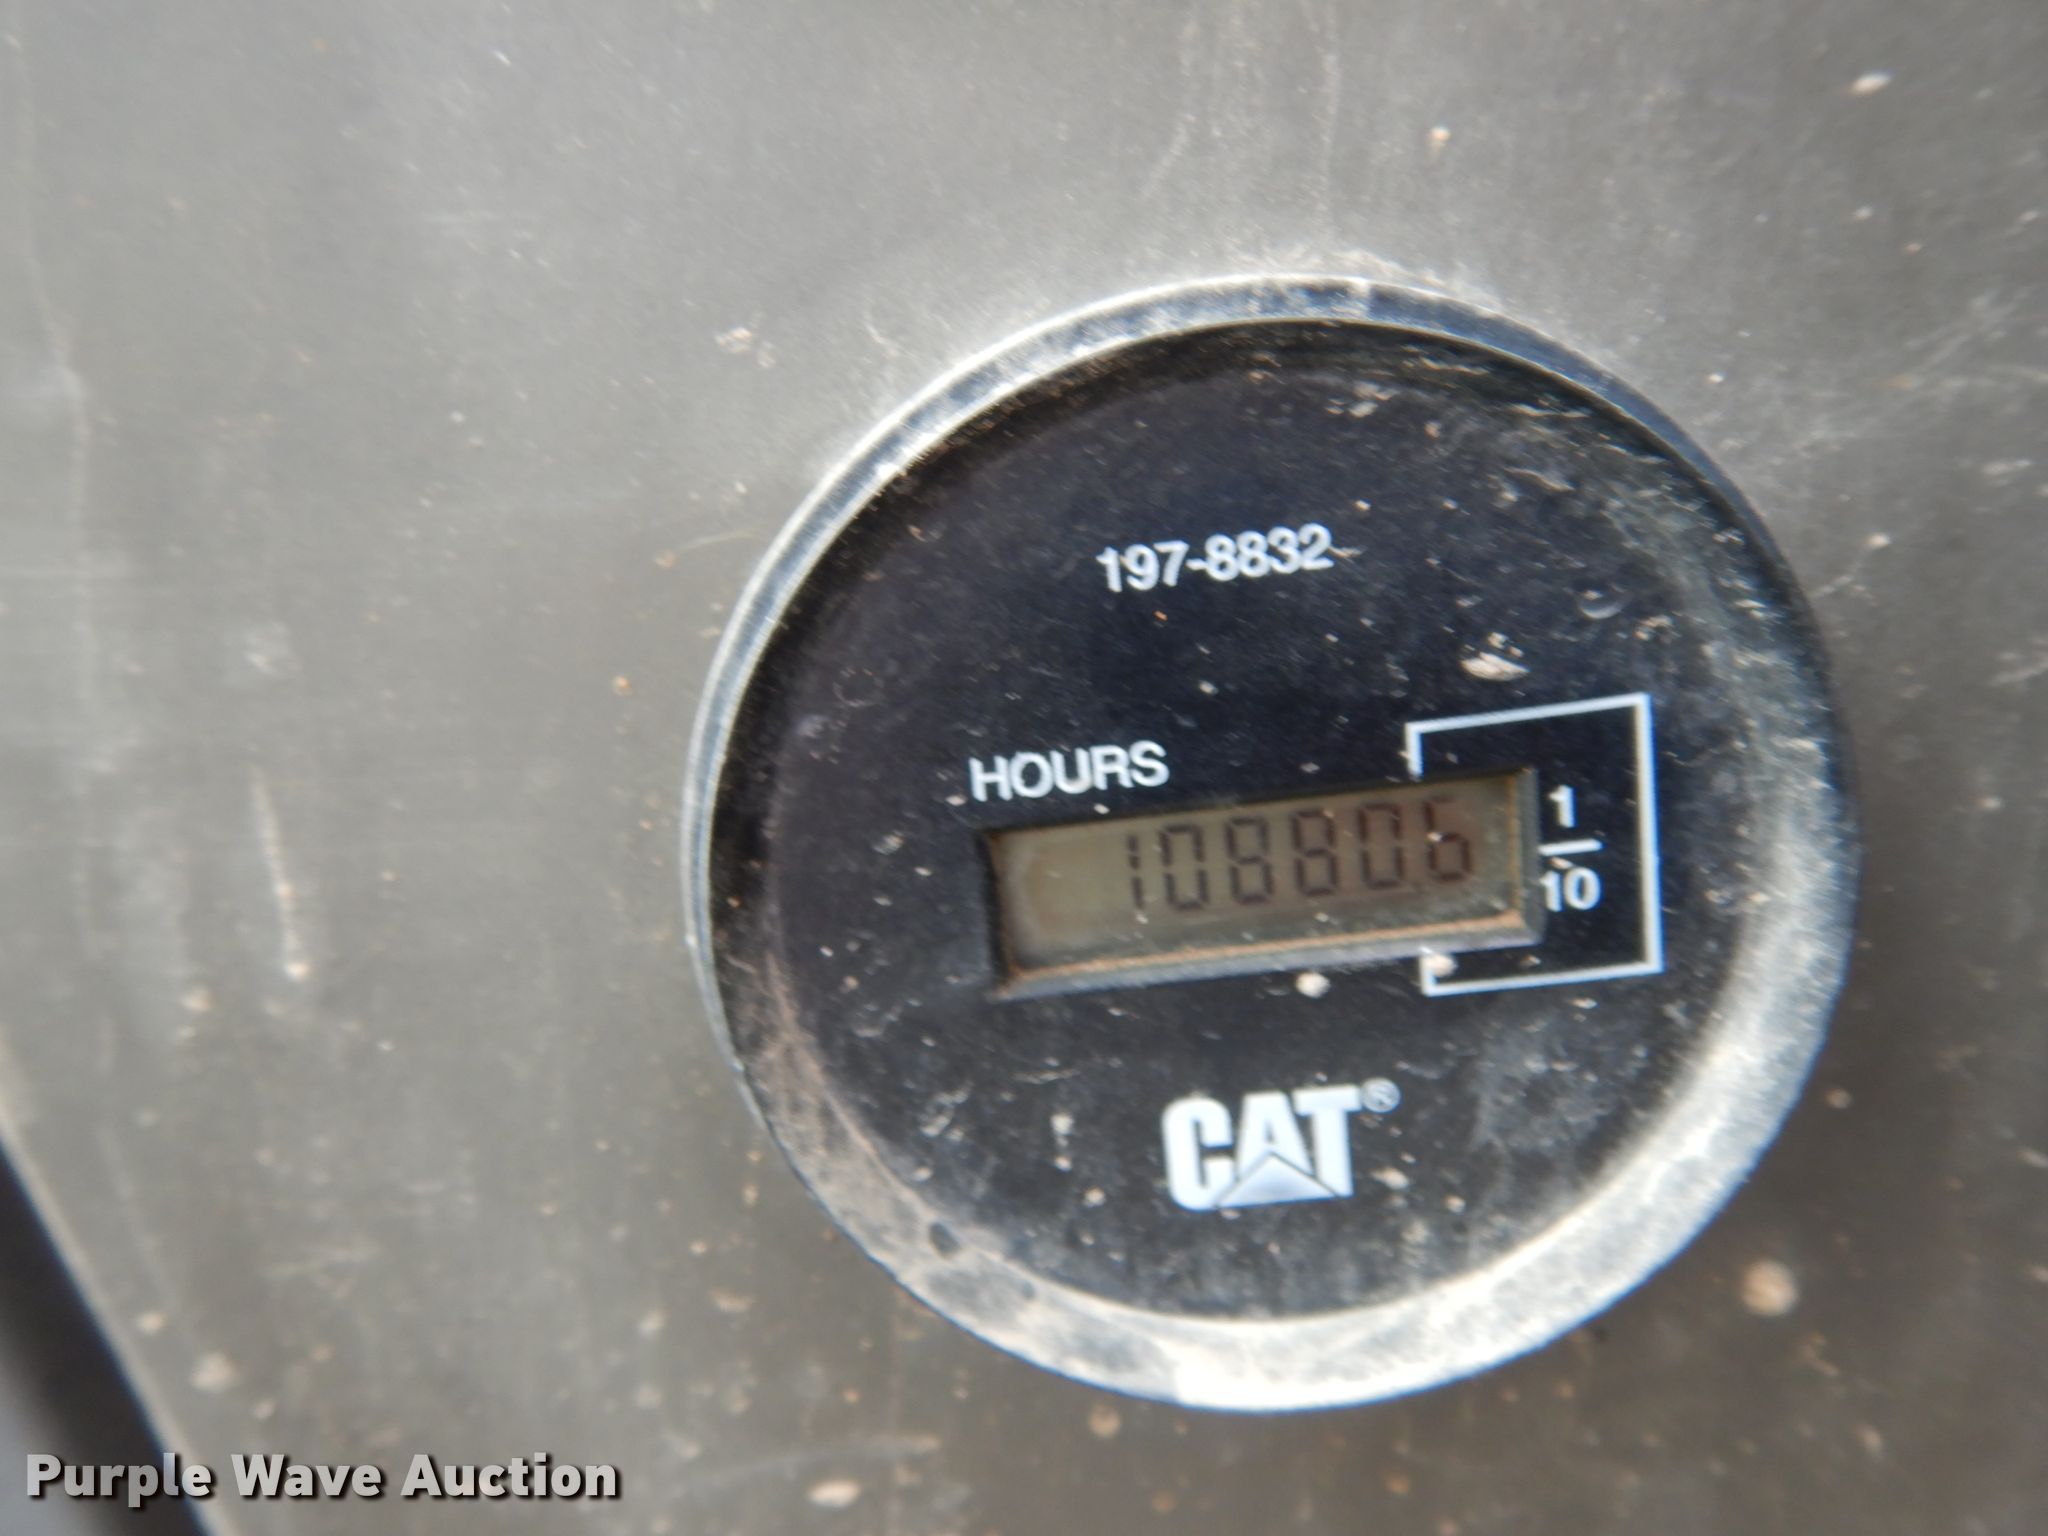 197-8832
HOURS
108806
1
10
CAT®
Purple Wave Auction